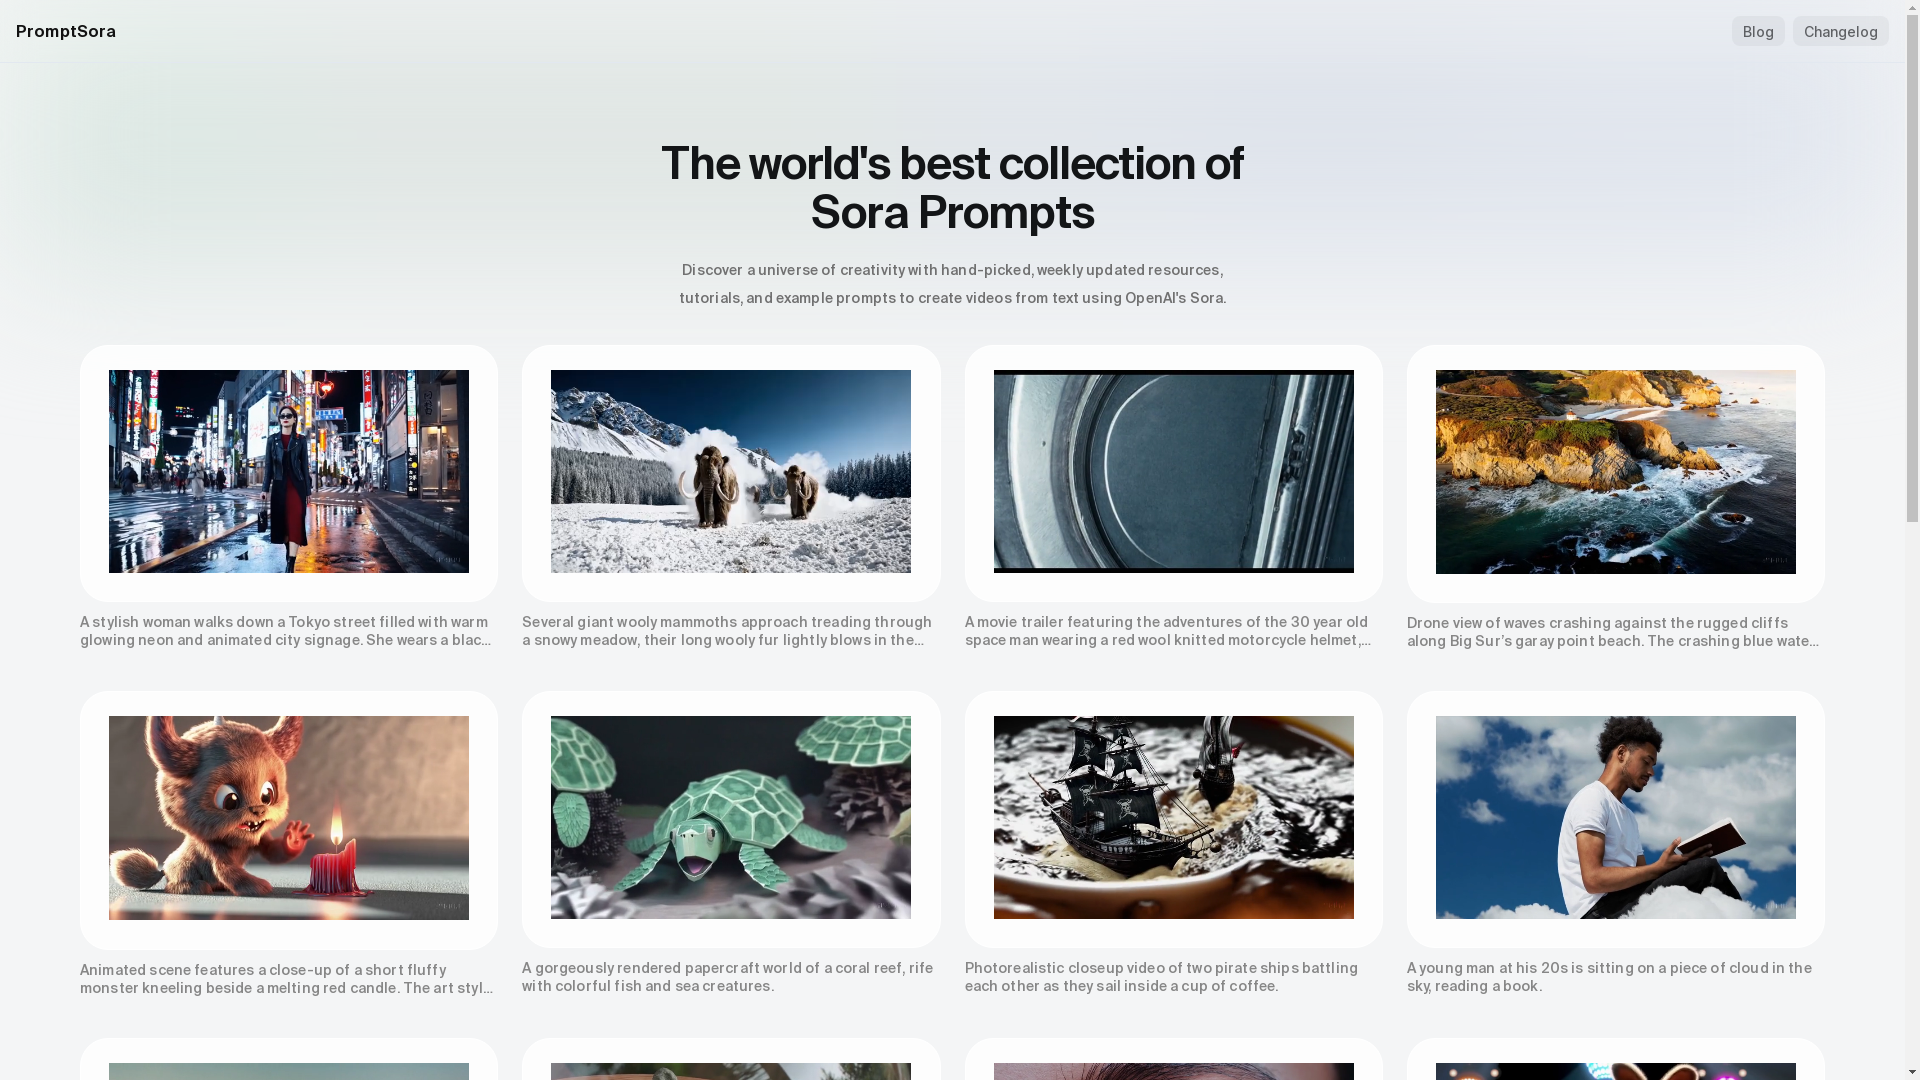 PromptSora
Blog
Changelog
The world's best collection of
Sora Prompts
Discover a universe of creativity with hand-picked, weekly updated resources,
tutorials, and example prompts to create videos from text using OpenAI's Sora.
A stylish woman walks down a Tokyo street filled with warm
glowing neon and animated city signage. She wears a blac...
Several giant wooly mammoths approach treading through
a snowy meadow, their long wooly fur lightly blows in the...
A movie trailer featuring the adventures of the 30 year old
space man wearing a red wool knitted motorcycle helmet,...
Drone view of waves crashing against the rugged cliffs
along Big Sur’s garay point beach. The crashing blue wate...
Animated scene features a close-up of a short fluffy
monster kneeling beside a melting red candle. The art styl...
A gorgeously rendered papercraft world of a coral reef, rife
with colorful fish and sea creatures.
Photorealistic closeup video of two pirate ships battling
each other as they sail inside a cup of coffee.
A young man at his 20s is sitting on a piece of cloud in the
sky, reading a book.